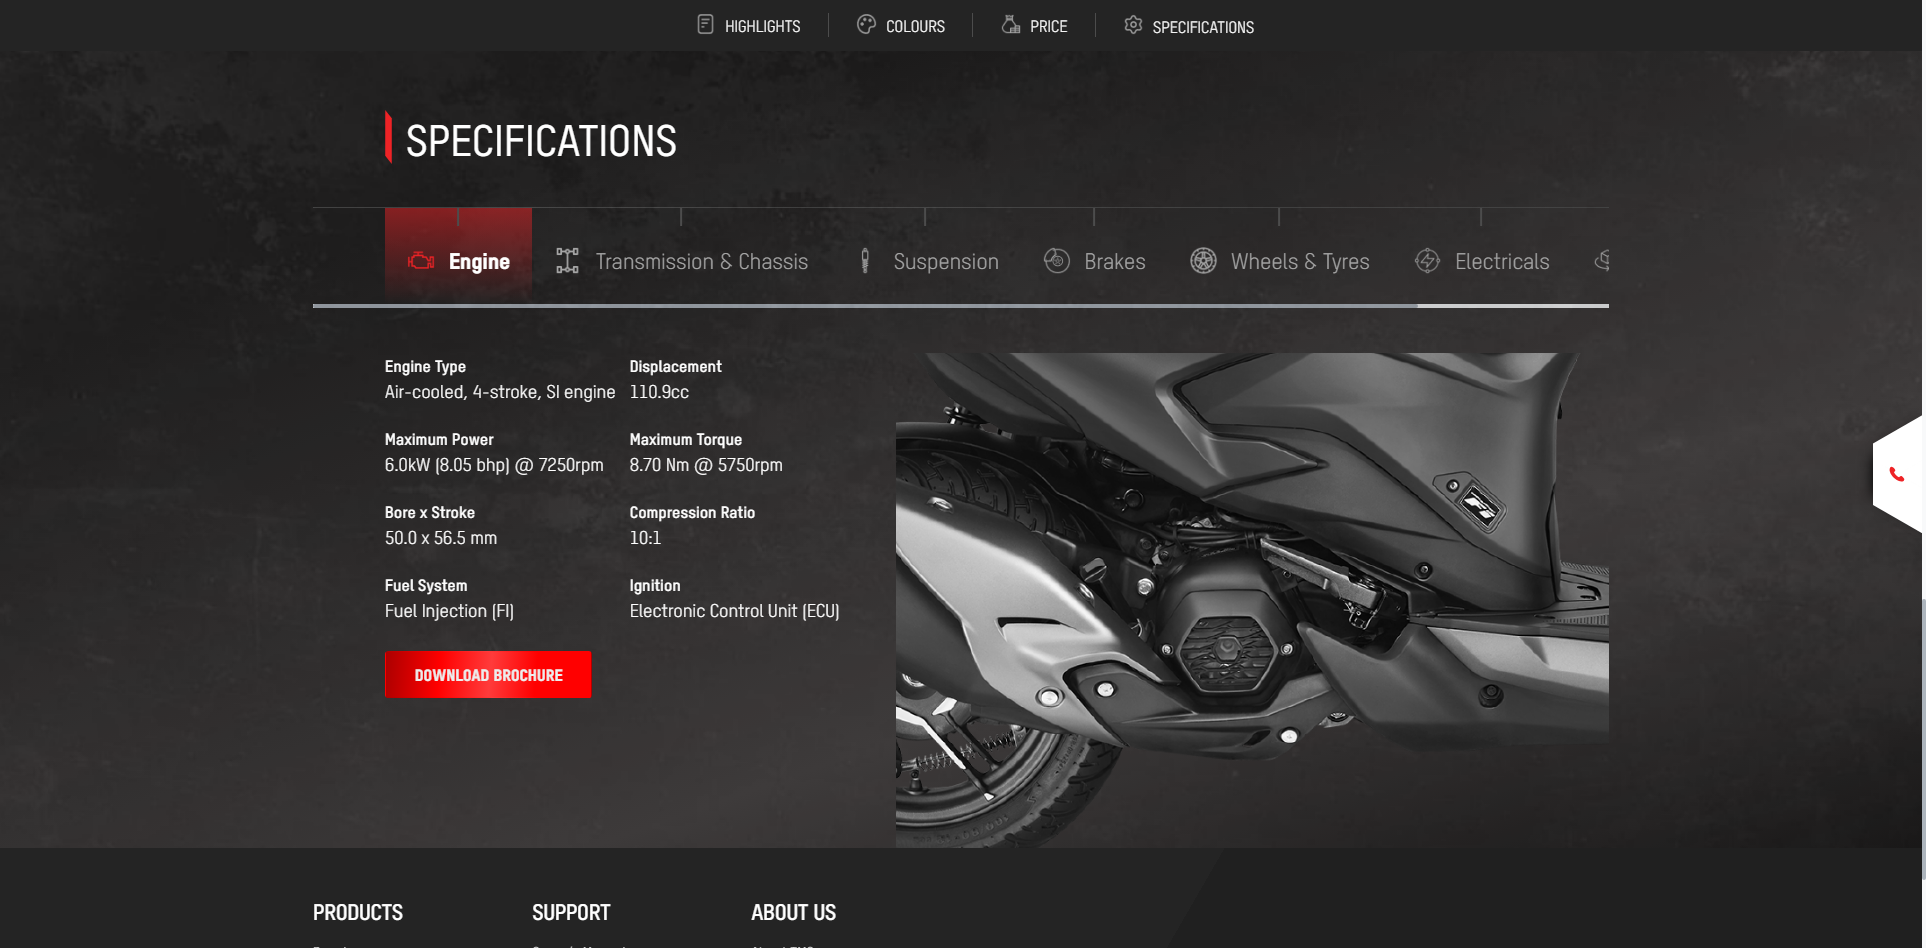 HIGHLIGHTS
COLOURS
PRICE
SPECIFICATIONS
SPECIFICATIONS
Engine
Transmission & Chassis
Suspension
Brakes
Wheels & Tyres
Electricals
Engine Type
Air-cooled, 4-stroke, SI engine
Displacement
110.9cc
Maximum Power
6.0kW (8.05 bhp) @ 7250rpm
Maximum Torque
8.70 Nm @ 5750rpm
Bore x Stroke
50.0 x 56.5 mm
Compression Ratio
10:1
Fuel System
Fuel Injection (FI)
Ignition
Electronic Control Unit (ECU)
DOWNLOAD BROCHURE
Fi
PRODUCTS
SUPPORT
ABOUT US